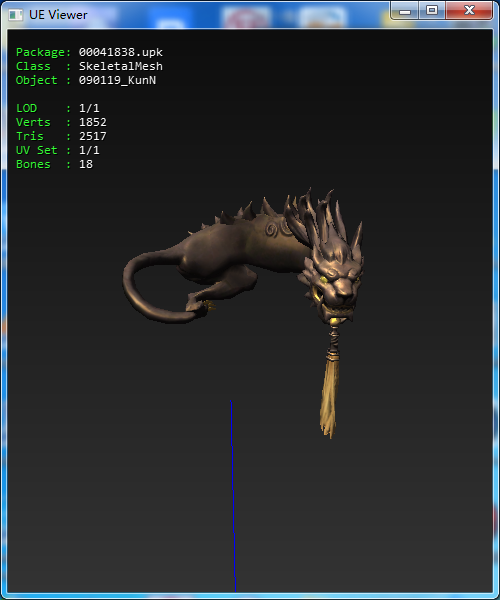 UE Viewer
Package: 00041838.upk
Class : SkeletalMesh
Object : 090119_KunN
LOD : 1/1
Verts : 1852
Tris : 2517
UV Set : 1/1
Bones : 18